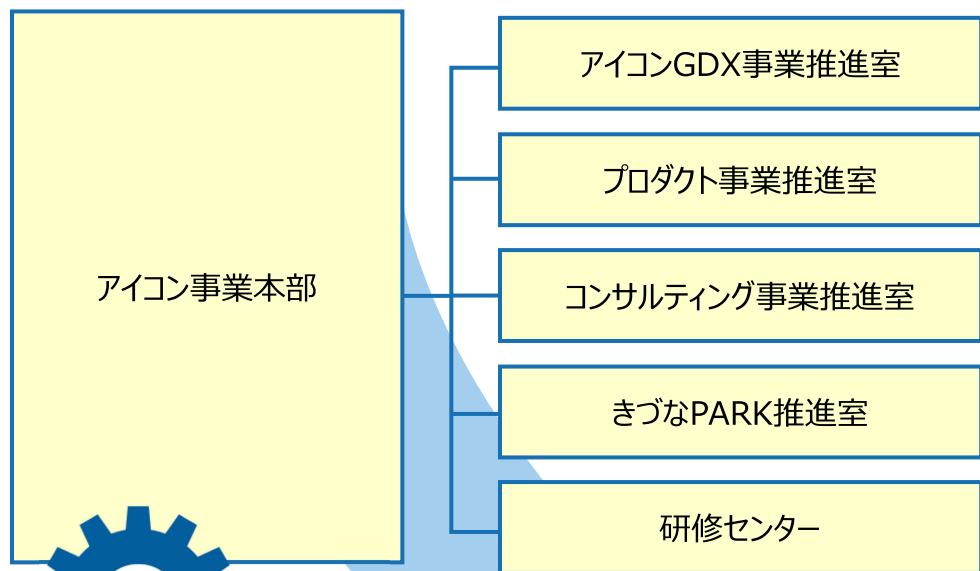 アイコン事業本部
アイコンGDX事業推進室
プロダクト事業推進室
コンサルティング事業推進室
きづなPARK推進室
研修センター